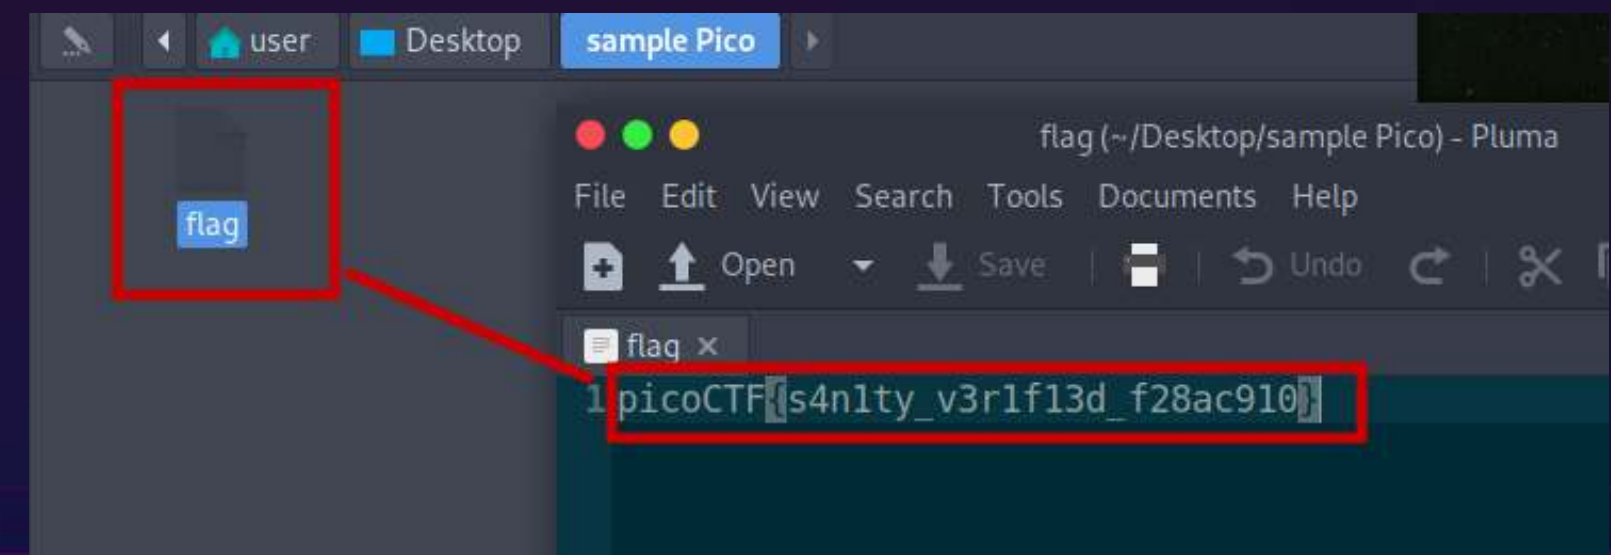 user Desktop sample Pico
flag
flag (~/Desktop/sample Pico) - Pluma
File Edit View Search Tools Documents Help
Open Save Undo
flag ×
1 picoCTF{s4n1ty_v3r1f13d_f28ac910}